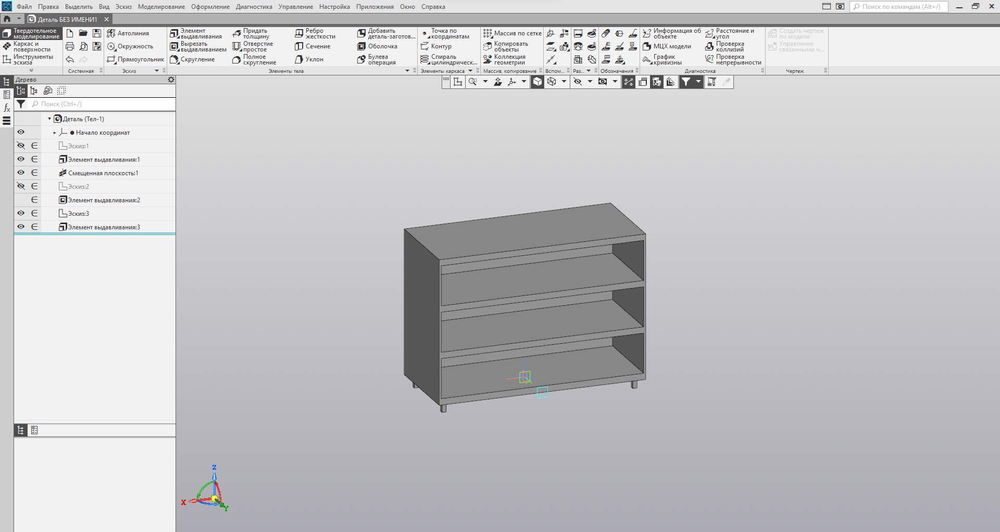 Файл Правка Выделить Вид Эскиз Моделирование Оформление Диагностика Управление Настройка Приложения Окно Справка
Поиск по командам (Alt+/)
Деталь БЕЗ ИМЕНИ1
Твердотельное моделирование
Каркас и поверхности
Инструменты эскиза
Системная
Автолиния
Окружность
Прямоугольник
Эскиз
Элемент выдавливания
Вырезать выдавливанием
Скругление
Придать толщину
Отверстие простое
Полное скругление
Ребро жесткости
Сечение
Уклон
Добавить деталь-заготов...
Оболочка
Булева операция
Элементы тела
Точка по координатам
Контур
Спираль цилиндрическ...
Элементы каркаса
Массив по сетке
Копировать объекты
Коллекция геометрии
Массив, копирование
Вспом...
Раз...
Обозначения
Информация об объекте
МЦХ модели
График кривизны
Расстояние и угол
Проверка коллизий
Проверка непрерывности
Диагностика
Создать чертеж по модели
Управление связанными ч...
Чертеж
Дерево
Поиск (Ctrl+/)
Деталь (Тел-1)
Начало координат
Эскиз:1
Элемент выдавливания:1
Смещенная плоскость:1
Эскиз:2
Элемент выдавливания:2
Эскиз:3
Элемент выдавливания:3
Z
X
Y